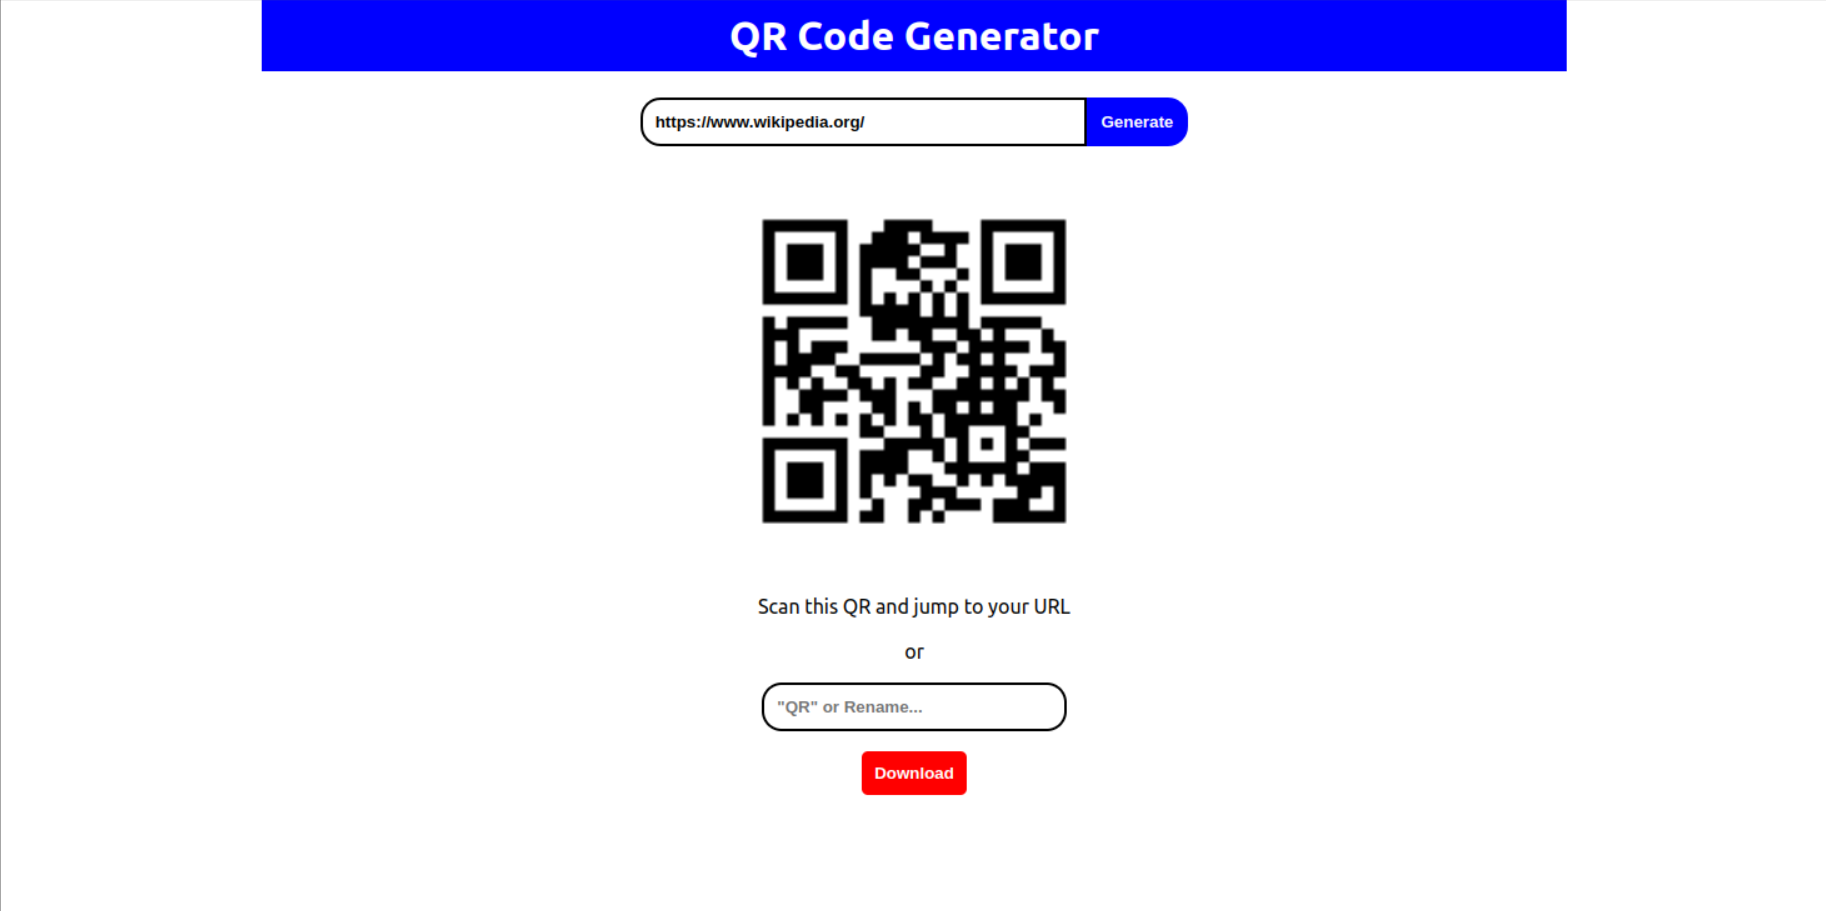 QR Code Generator
https://www.wikipedia.org/ Generate
Scan this QR and jump to your URL
or
"QR" or Rename...
Download